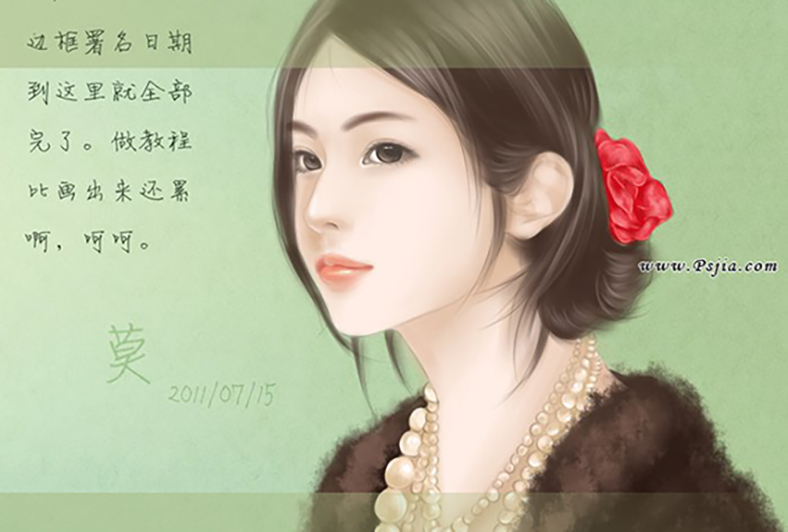 边框署名日期
到这里就全部
完了。做教程
比画出来还累
啊，呵呵。
www.Psjia.com
莫
2011/07/15